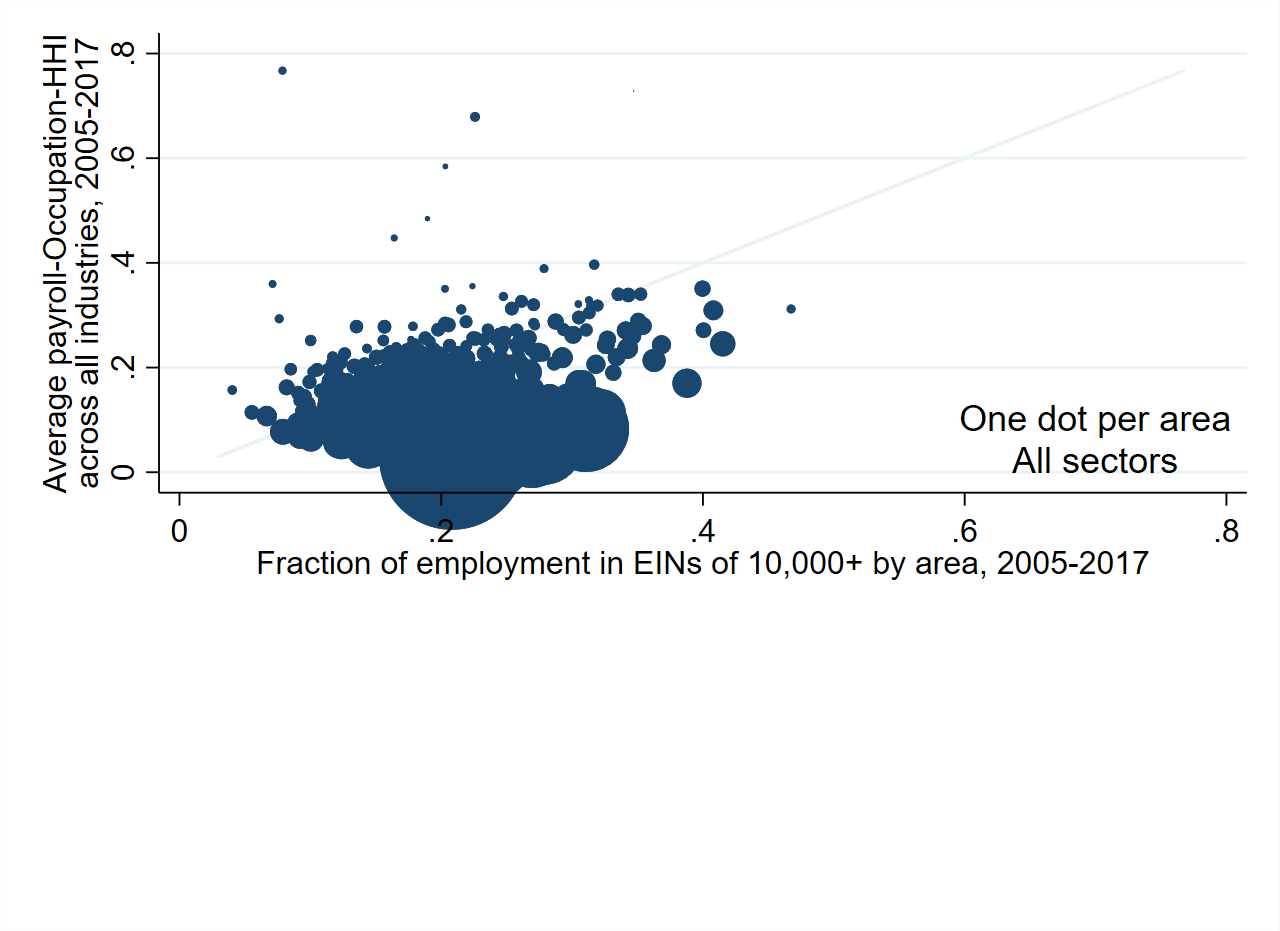 Average payroll-Occupation-HHI
across all industries, 2005-2017
.8
.6
.4
.2
0
One dot per area
All sectors
0 .2 .4 .6 .8
Fraction of employment in EINs of 10,000+ by area, 2005-2017